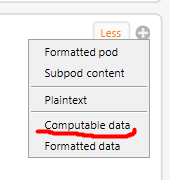 Less
Formatted pod
Subpod content
Plaintext
Computable data
Formatted data